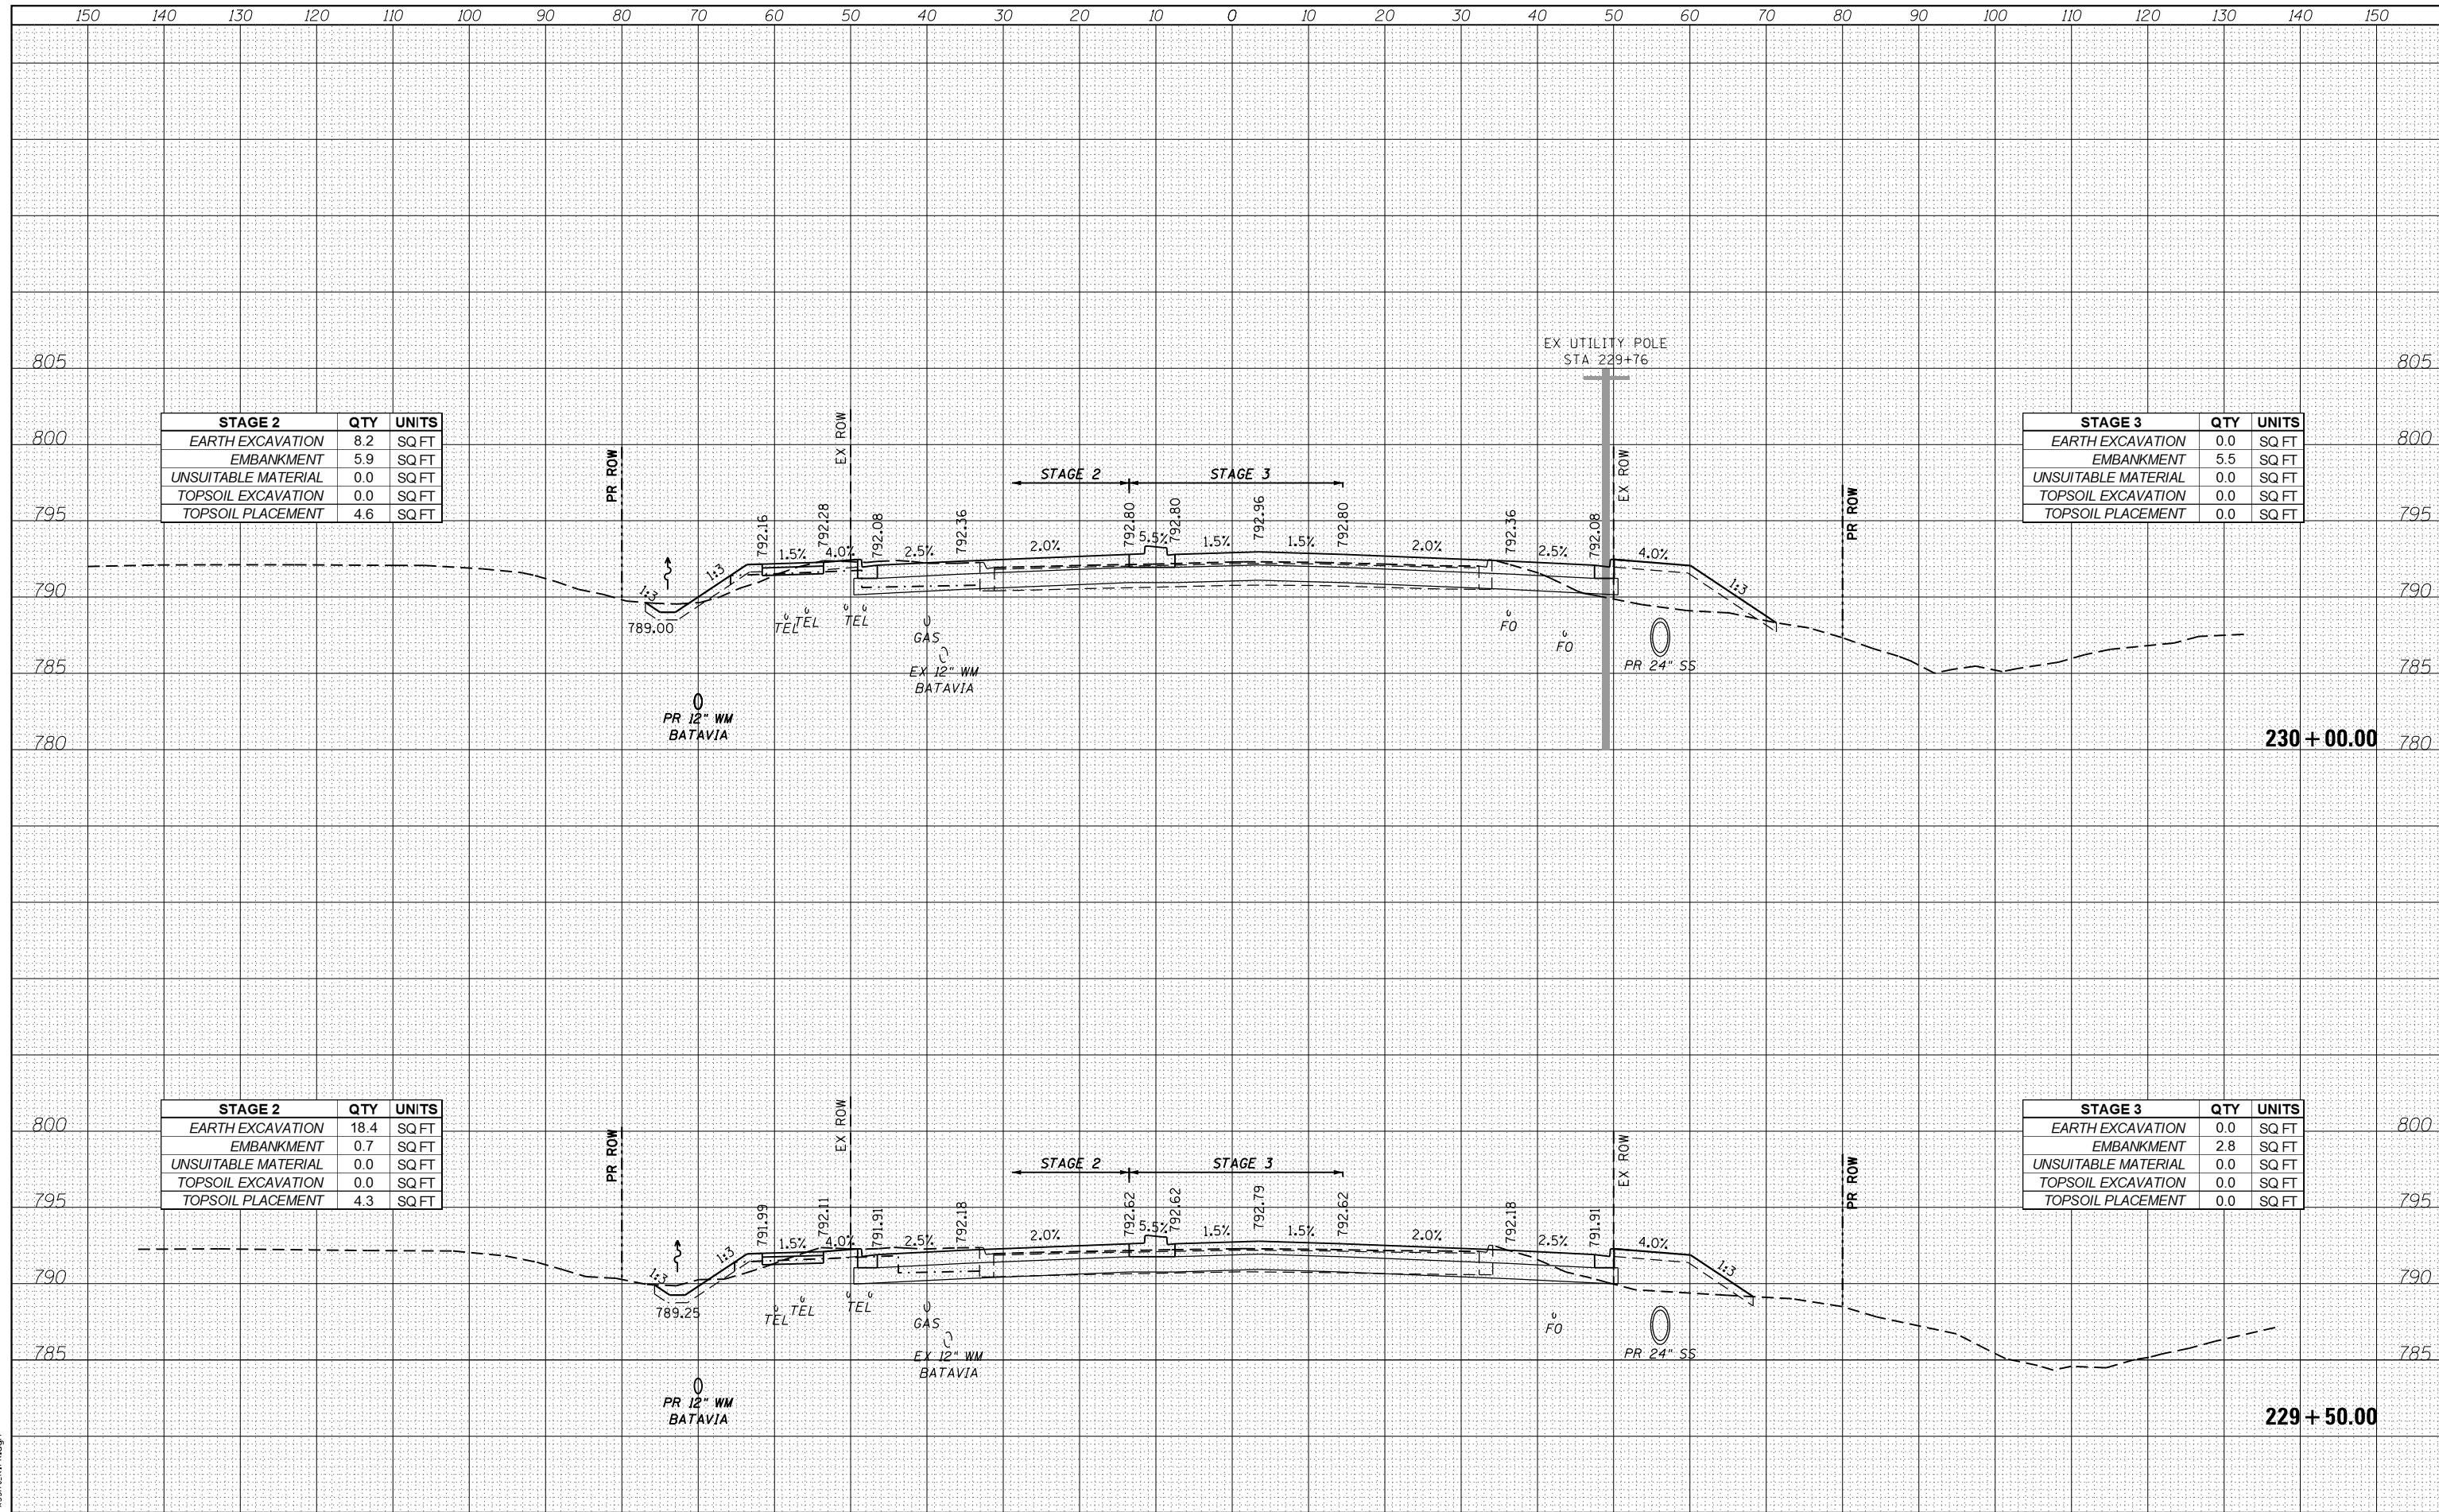 150 140 130 120 110 100 90 80 70 60 50 40 30 20 10 0 10 20 30 40 50 60 70 80 90 100 110 120 130 140 150
805 805
EX UTILITY POLE
STA 229+76
800 800
STAGE 2 QTY UNITS
EARTH EXCAVATION 8.2 SQ FT
EMBANKMENT 5.9 SQ FT
UNSUITABLE MATERIAL 0.0 SQ FT
TOPSOIL EXCAVATION 0.0 SQ FT
TOPSOIL PLACEMENT 4.6 SQ FT
STAGE 3 QTY UNITS
EARTH EXCAVATION 0.0 SQ FT
EMBANKMENT 5.5 SQ FT
UNSUITABLE MATERIAL 0.0 SQ FT
TOPSOIL EXCAVATION 0.0 SQ FT
TOPSOIL PLACEMENT 0.0 SQ FT
PR ROW
EX ROW
EX ROW
PR ROW
STAGE 2 STAGE 3
795 795
792.16 792.28 792.08 792.36 792.80 792.80 792.96 792.80 792.36 792.08
1:3 1:3 1.5% 4.0% 2.5% 2.0% 5.5% 1.5% 1.5% 2.0% 2.5% 4.0% 1:3
790 790
789.00
TEL TEL TEL
GAS
FO
FO
EX 12" WM
BATAVIA
PR 24" SS
785 785
PR 12" WM
BATAVIA
780 780
230+00.00
800 800
STAGE 2 QTY UNITS
EARTH EXCAVATION 18.4 SQ FT
EMBANKMENT 0.7 SQ FT
UNSUITABLE MATERIAL 0.0 SQ FT
TOPSOIL EXCAVATION 0.0 SQ FT
TOPSOIL PLACEMENT 4.3 SQ FT
STAGE 3 QTY UNITS
EARTH EXCAVATION 0.0 SQ FT
EMBANKMENT 2.8 SQ FT
UNSUITABLE MATERIAL 0.0 SQ FT
TOPSOIL EXCAVATION 0.0 SQ FT
TOPSOIL PLACEMENT 0.0 SQ FT
PR ROW
EX ROW
EX ROW
PR ROW
STAGE 2 STAGE 3
795 795
791.99 792.11 791.91 792.18 792.62 792.62 792.79 792.62 792.18 791.91
1:3 1:3 1.5% 4.0% 2.5% 2.0% 5.5% 1.5% 1.5% 2.0% 2.5% 4.0% 1:3
790 790
789.25
TEL TEL TEL
GAS
FO
EX 12" WM
BATAVIA
PR 24" SS
785 785
PR 12" WM
BATAVIA
229+50.00